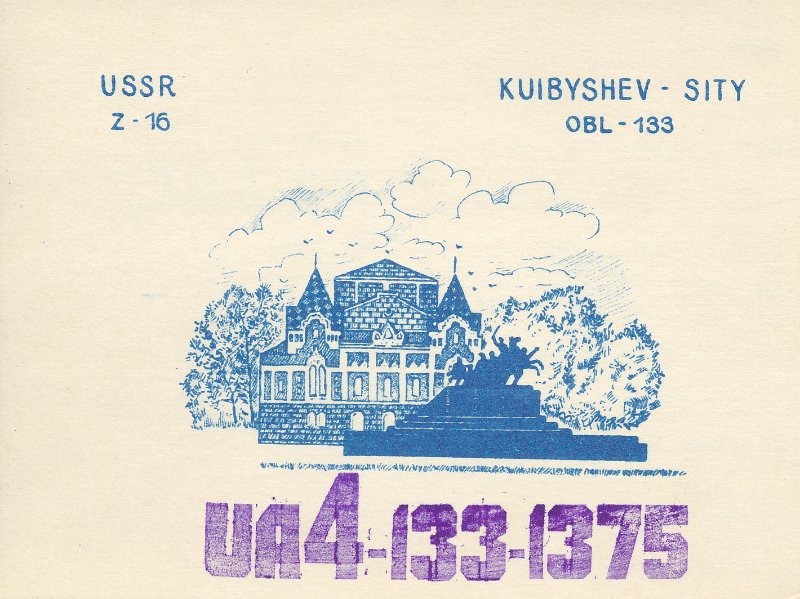 USSR
Z - 16
KUIBYSHEV - SITY
OBL - 133
UA4-133-1375